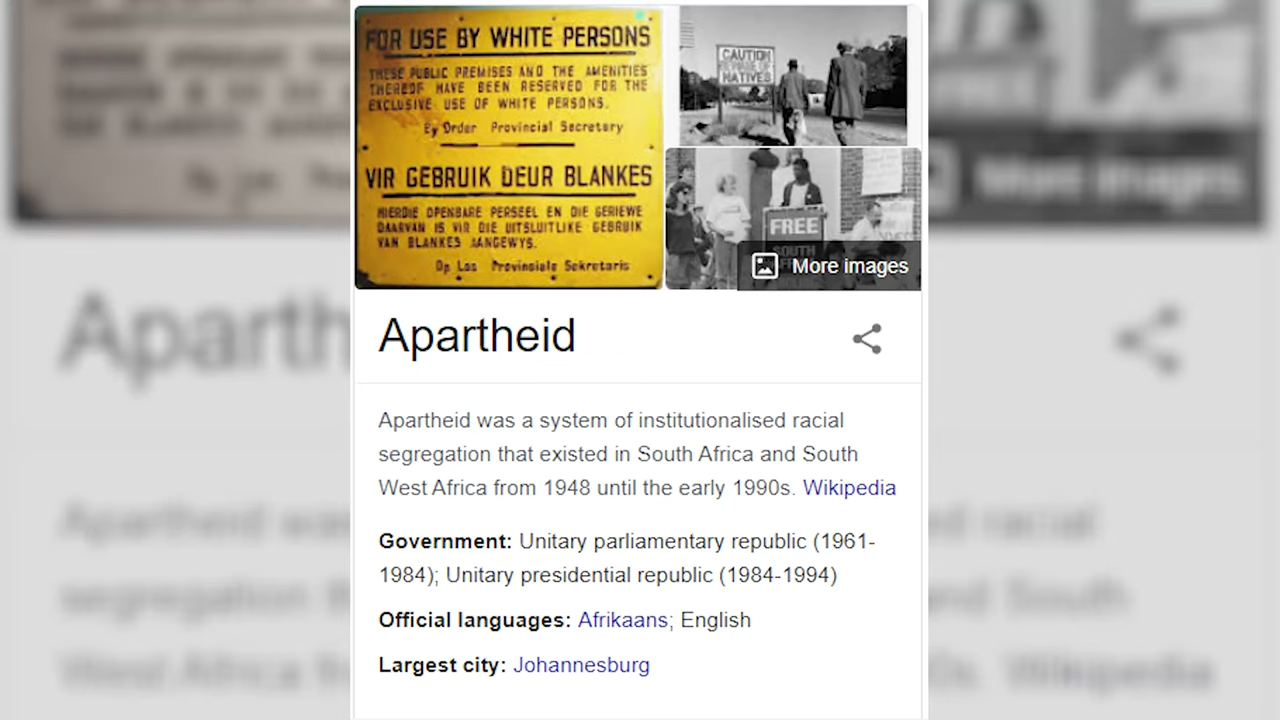 FOR USE BY WHITE PERSONS
THESE PUBLIC PREMISES AND THE AMENITIES
THEREOF HAVE BEEN RESERVED FOR THE
EXCLUSIVE USE OF WHITE PERSONS.
By Order Provincial Secretary
VIR GEBRUIK DEUR BLANKES
HIERDIE OPENBARE PERSEEL EN DIE GERIEWE
DAARVAN IS VIR DIE UITSLUITLIKE GEBRUIK
VAN BLANKES AANGEWYS.
Op Las Provinsiale Sekretaris
CAUTION
BEWARE OF
NATIVES
FREE
SOUTH
More images
Apartheid
Apartheid was a system of institutionalised racial
segregation that existed in South Africa and South
West Africa from 1948 until the early 1990s. Wikipedia
Government: Unitary parliamentary republic (1961-
1984); Unitary presidential republic (1984-1994)
Official languages: Afrikaans; English
Largest city: Johannesburg